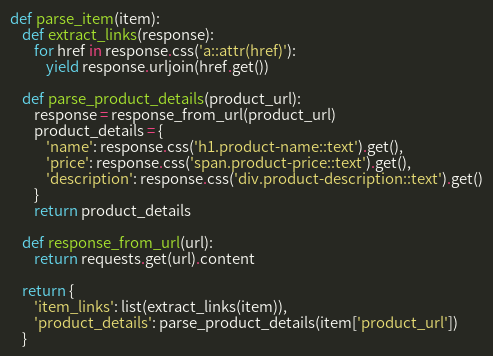 def parse_item(item):
    def extract_links(response):
        for href in response.css('a::attr(href)'):
            yield response.urljoin(href.get())

    def parse_product_details(product_url):
        response = response_from_url(product_url)
        product_details = {
            'name': response.css('h1.product-name::text').get(),
            'price': response.css('span.product-price::text').get(),
            'description': response.css('div.product-description::text').get()
        }
        return product_details

    def response_from_url(url):
        return requests.get(url).content

    return {
        'item_links': list(extract_links(item)),
        'product_details': parse_product_details(item['product_url'])
    }